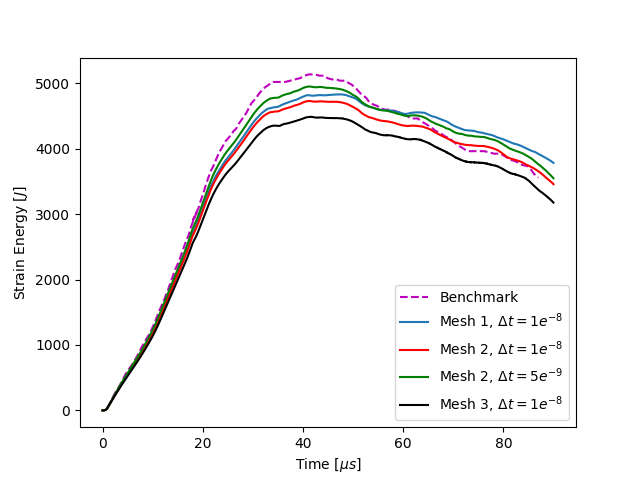 5000
4000
3000
2000
1000
0
Strain Energy [J]
0 20 40 60 80
Time [μs]
Benchmark
Mesh 1, Δt = 1e⁻⁸
Mesh 2, Δt = 1e⁻⁸
Mesh 2, Δt = 5e⁻⁹
Mesh 3, Δt = 1e⁻⁸